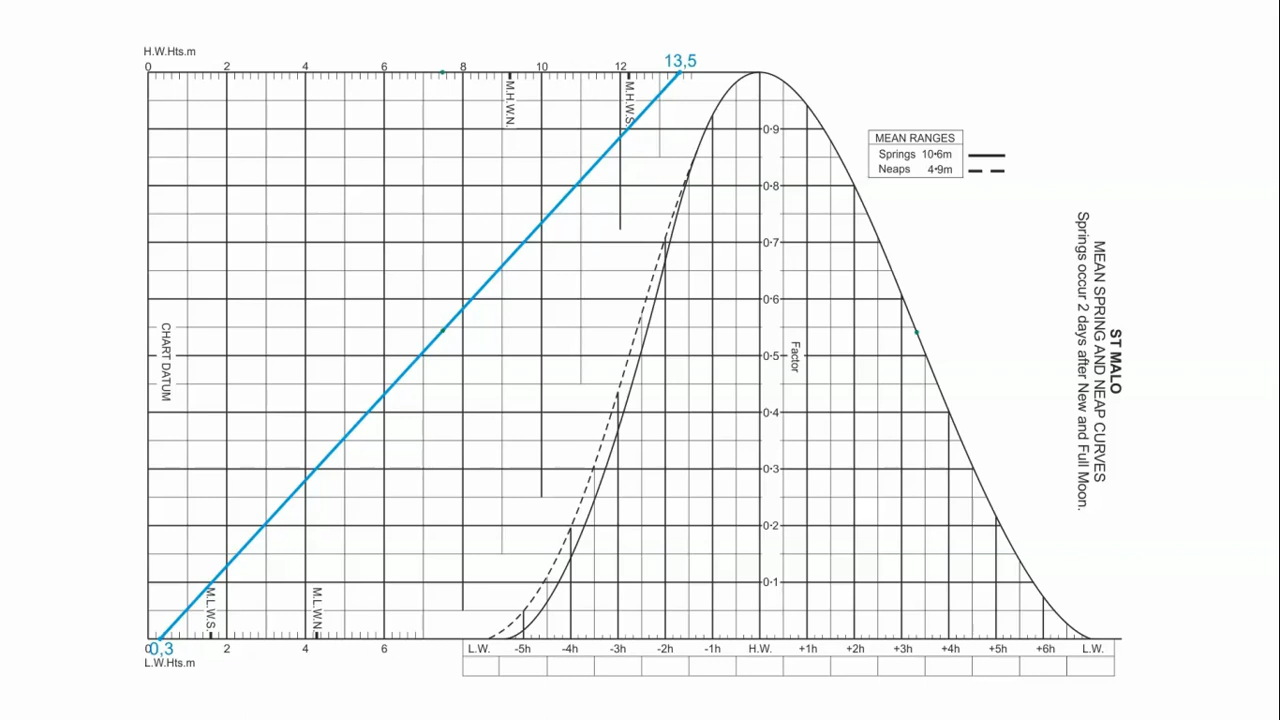 H.W.Hts.m
13,5
0 2 4 6 8 10 12
M.H.W.N.
M.H.W.S.
0·9
MEAN RANGES
Springs 10·6m
Neaps 4·9m
0·8
0·7
0·6
0·5
0·4
0·3
0·2
0·1
Factor
CHART DATUM
ST MALO
MEAN SPRING AND NEAP CURVES
Springs occur 2 days after New and Full Moon.
M.L.W.S
M.L.W.N.
0 2 4 6
0,3
L.W.Hts.m
L.W. -5h -4h -3h -2h -1h H.W. +1h +2h +3h +4h +5h +6h L.W.